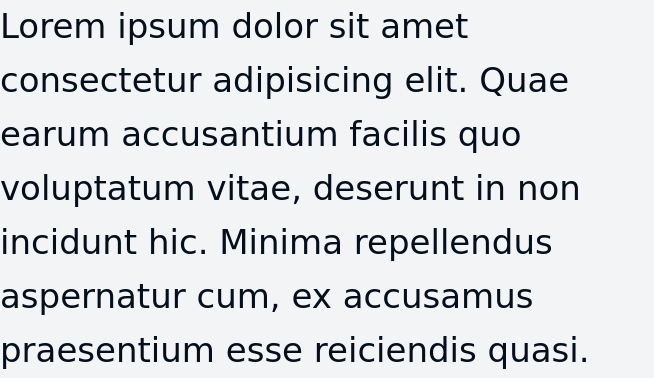 Lorem ipsum dolor sit amet
consectetur adipisicing elit. Quae
earum accusantium facilis quo
voluptatum vitae, deserunt in non
incidunt hic. Minima repellendus
aspernatur cum, ex accusamus
praesentium esse reiciendis quasi.